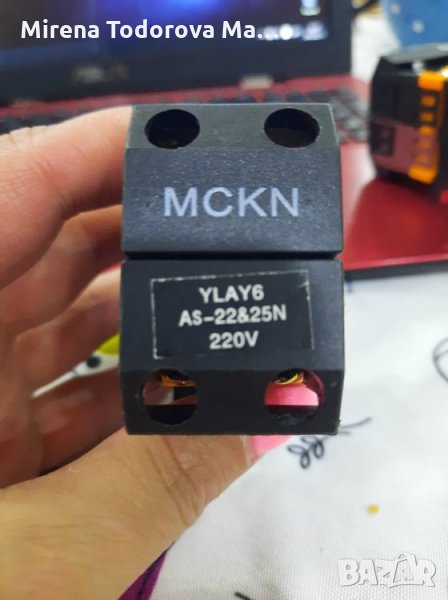 Mirena Todorova Ma...
MCKN
YLAY6
AS-22&25N
220V
BAZAR